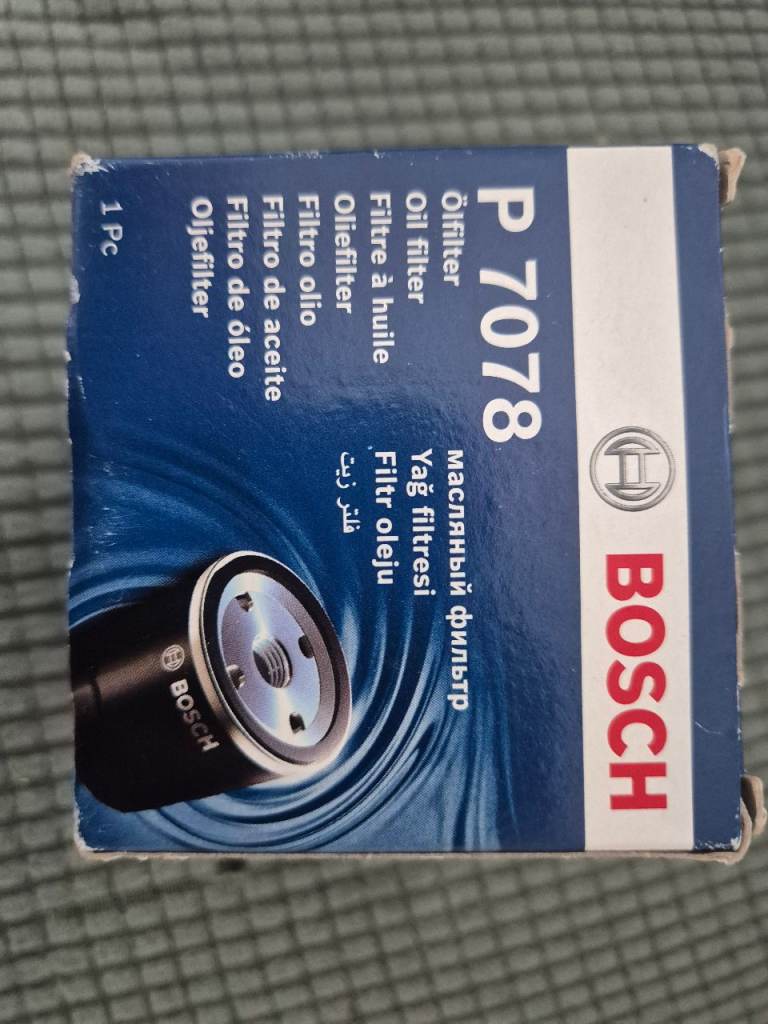 BOSCH
P 7078
Ölfilter
Oil filter
Filtre à huile
Oliefilter
Filtro olio
Filtro de aceite
Filtro de óleo
Oljefilter
масляный фильтр
Yağ filtresi
Filtr oleju
فلتر زيت
BOSCH
1 Pc